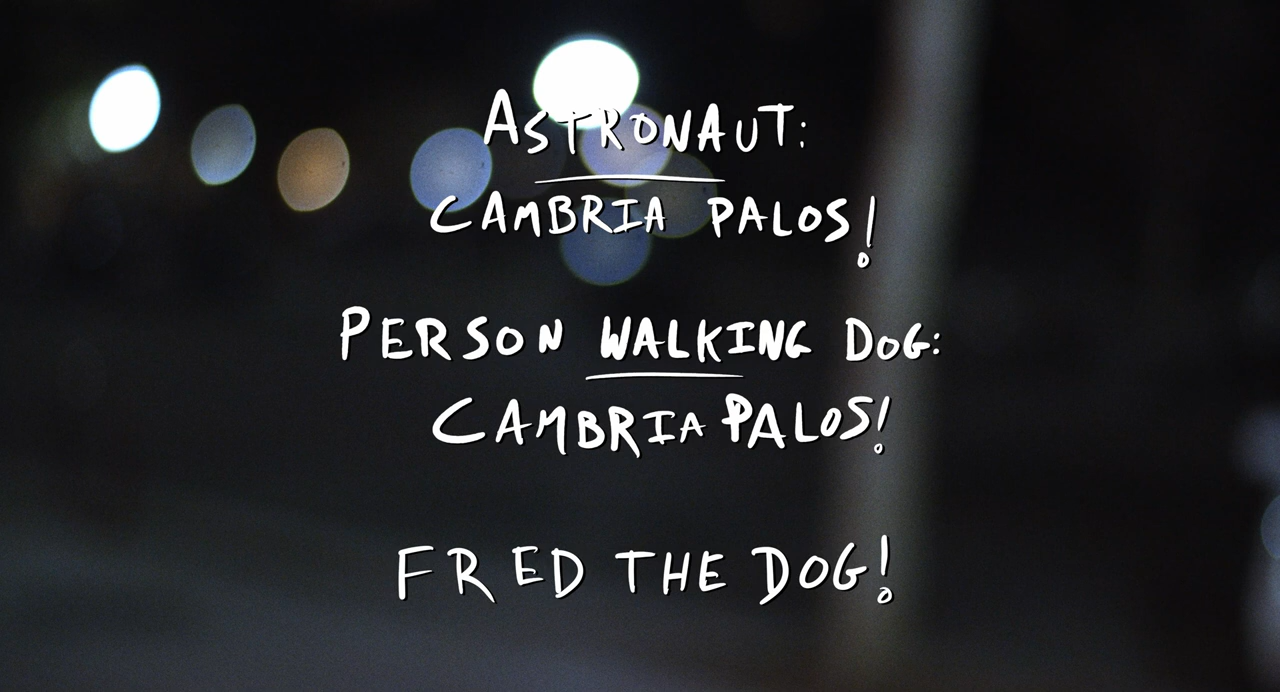 ASTRONAUT:
CAMBRIA PALOS!
PERSON WALKING DOG:
CAMBRIA PALOS!
FRED THE DOG!